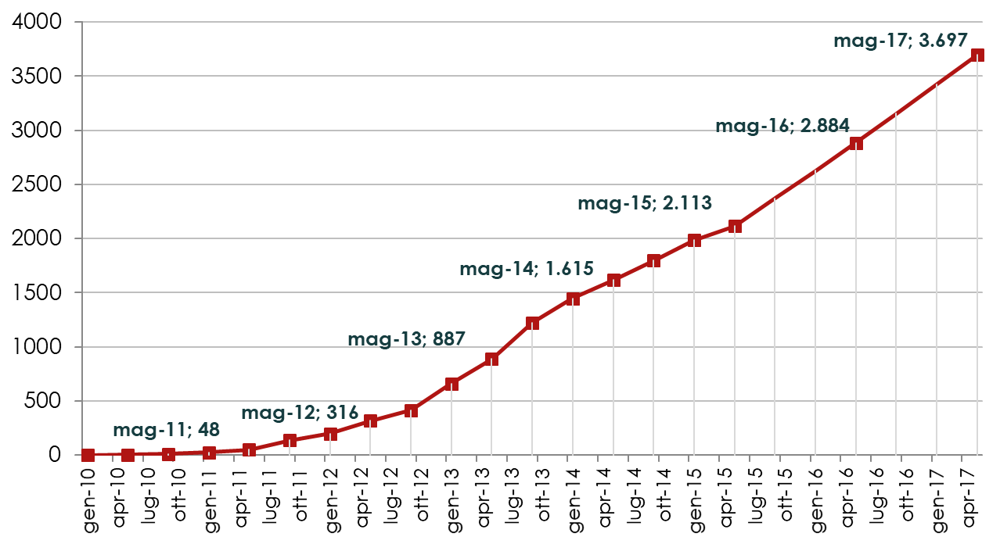 4000
3500
3000
2500
2000
1500
1000
500
0
mag-17; 3.697
mag-16; 2.884
mag-15; 2.113
mag-14; 1.615
mag-13; 887
mag-12; 316
mag-11; 48
gen-10
apr-10
lug-10
ott-10
gen-11
apr-11
lug-11
ott-11
gen-12
apr-12
lug-12
ott-12
gen-13
apr-13
lug-13
ott-13
gen-14
apr-14
lug-14
ott-14
gen-15
apr-15
lug-15
ott-15
gen-16
apr-16
lug-16
ott-16
gen-17
apr-17